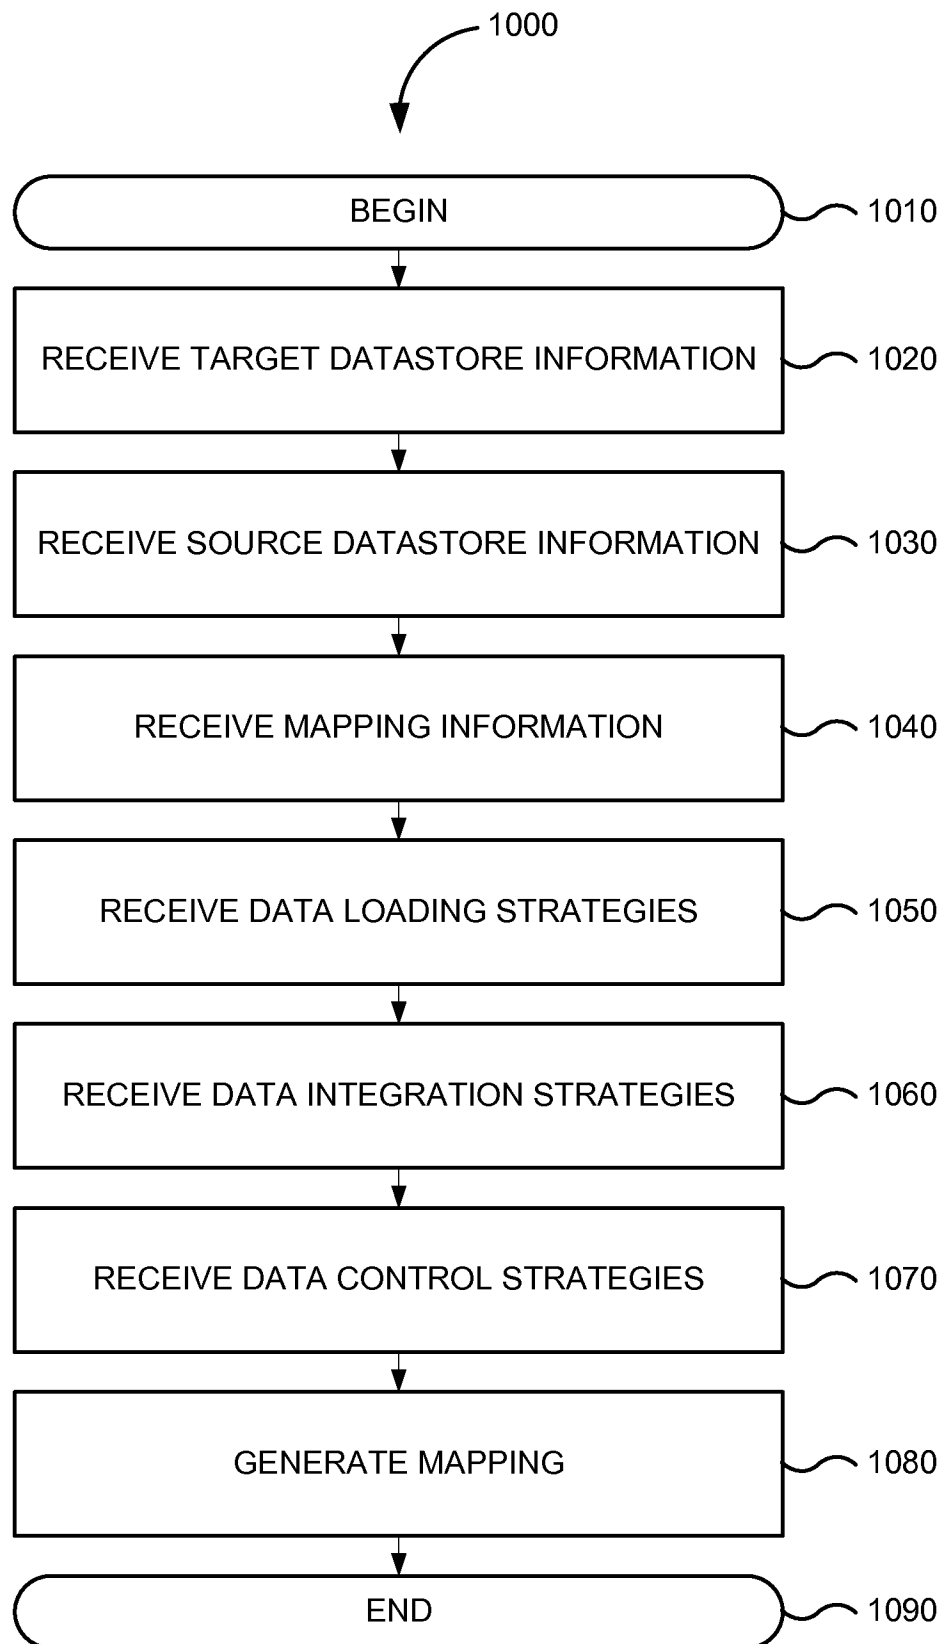 1000
BEGIN
1010
RECEIVE TARGET DATASTORE INFORMATION
1020
RECEIVE SOURCE DATASTORE INFORMATION
1030
RECEIVE MAPPING INFORMATION
1040
RECEIVE DATA LOADING STRATEGIES
1050
RECEIVE DATA INTEGRATION STRATEGIES
1060
RECEIVE DATA CONTROL STRATEGIES
1070
GENERATE MAPPING
1080
END
1090